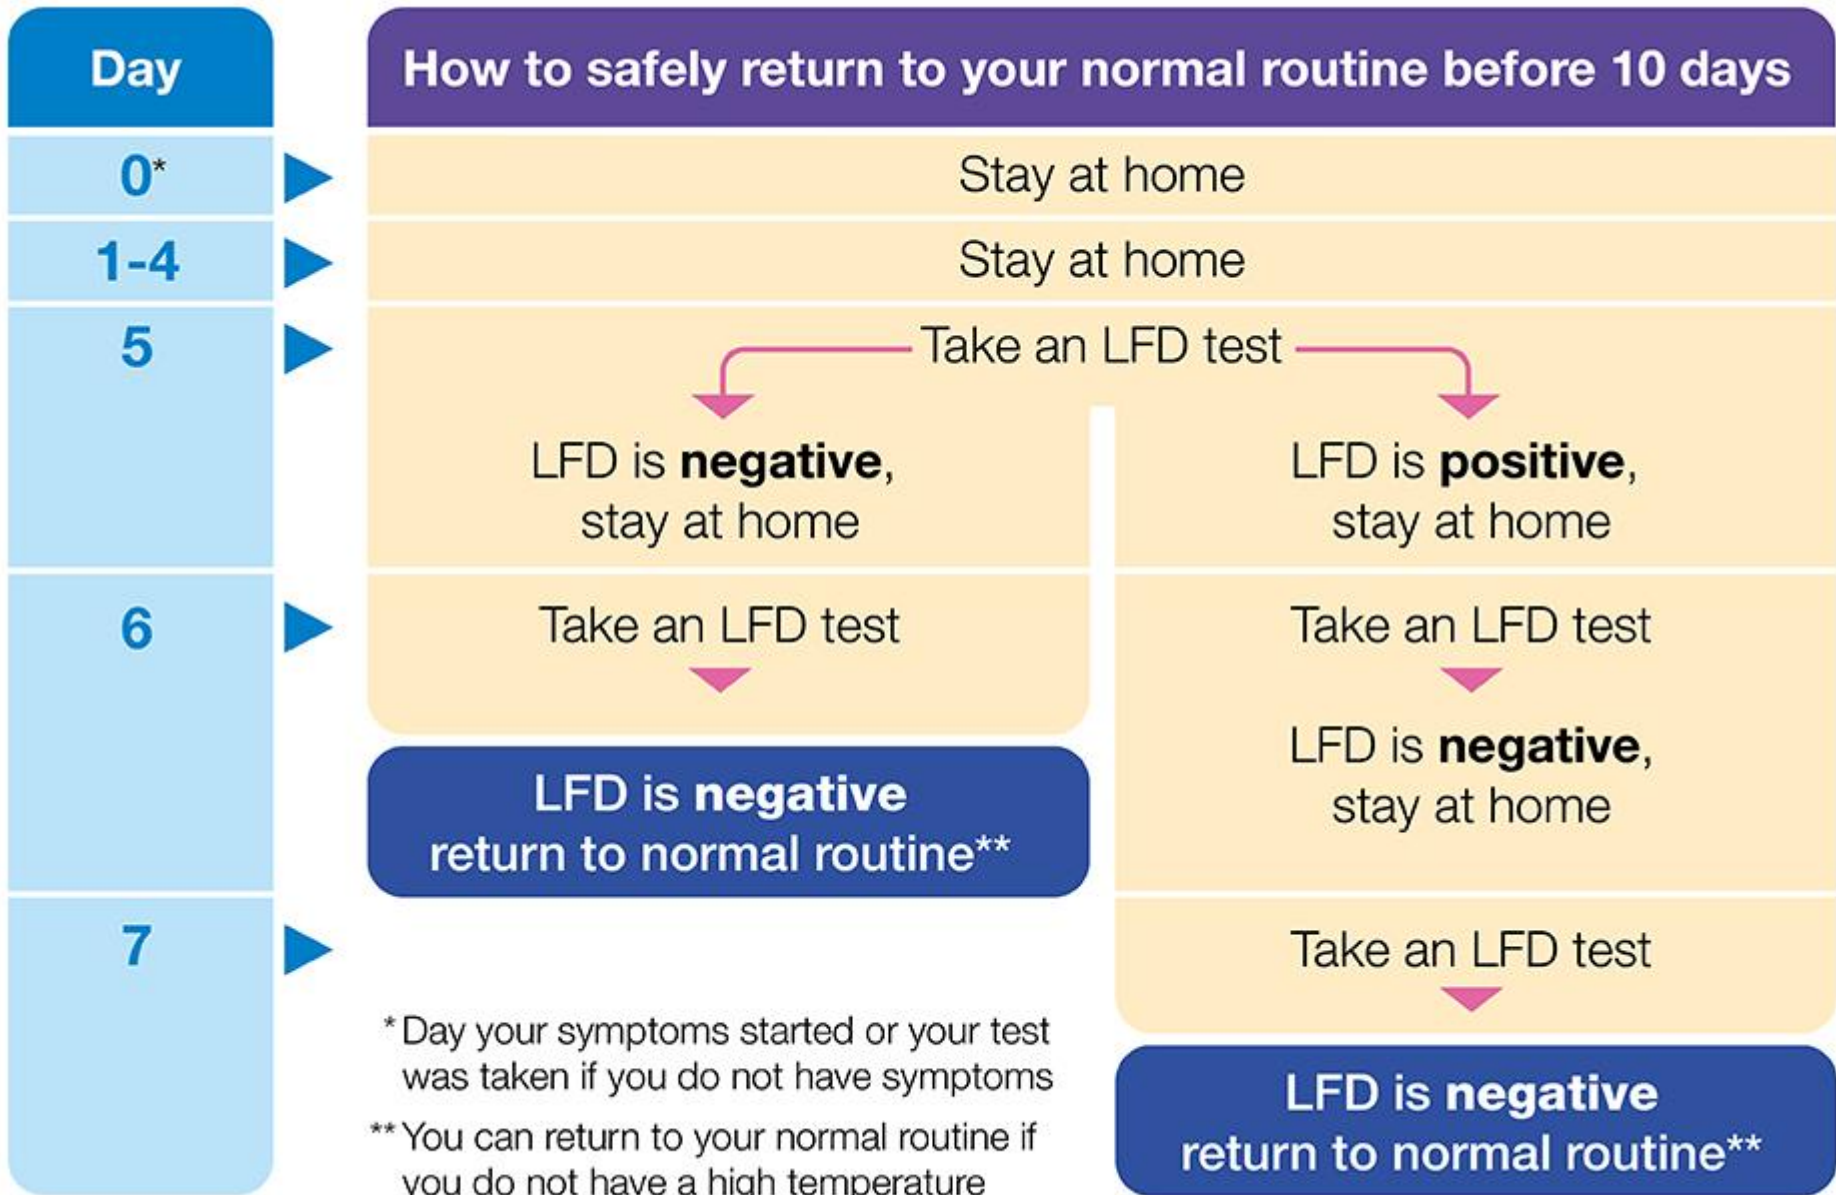 Day
How to safely return to your normal routine before 10 days
0*
Stay at home
1-4
Stay at home
5
Take an LFD test
LFD is negative,
stay at home
LFD is positive,
stay at home
6
Take an LFD test
LFD is negative
return to normal routine**
Take an LFD test
LFD is negative,
stay at home
7
Take an LFD test
LFD is negative
return to normal routine**
* Day your symptoms started or your test
was taken if you do not have symptoms
** You can return to your normal routine if
you do not have a high temperature